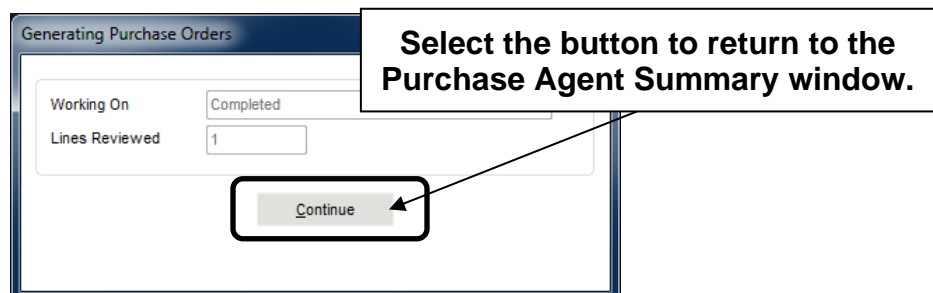 Generating Purchase Orders
Select the button to return to the
Purchase Agent Summary window.
Working On Completed
Lines Reviewed 1
Continue